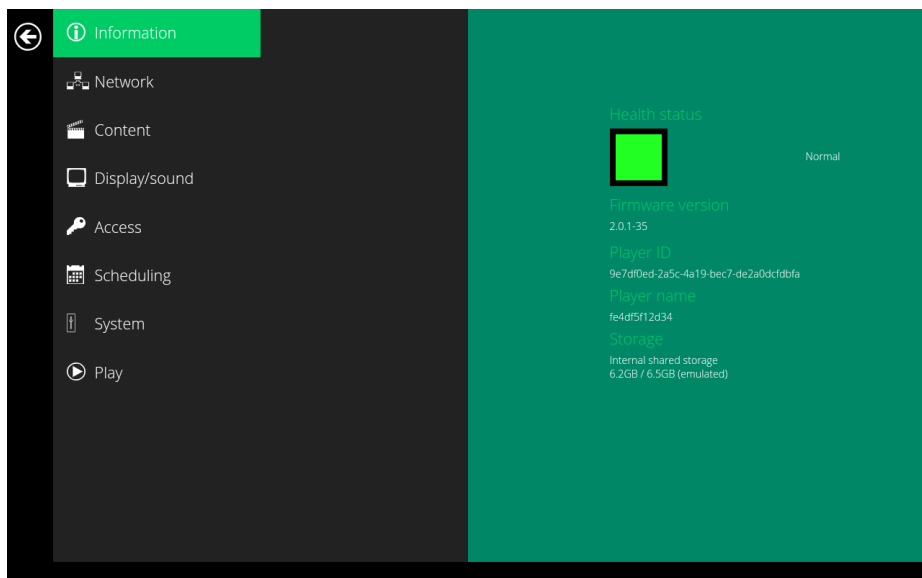 Information
Network
Content
Display/sound
Access
Scheduling
System
Play
Health status
Normal
Firmware version
2.0.1-35
Player ID
9e7df0ed-2a5c-4a19-bec7-de2a0dcfdbfa
Player name
fe4df5f12d34
Storage
Internal shared storage
6.2GB / 6.5GB (emulated)